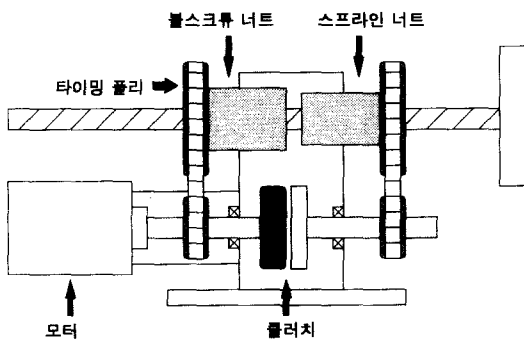 볼스크류 너트
스프라인 너트
타이밍 풀리
모터
클러치